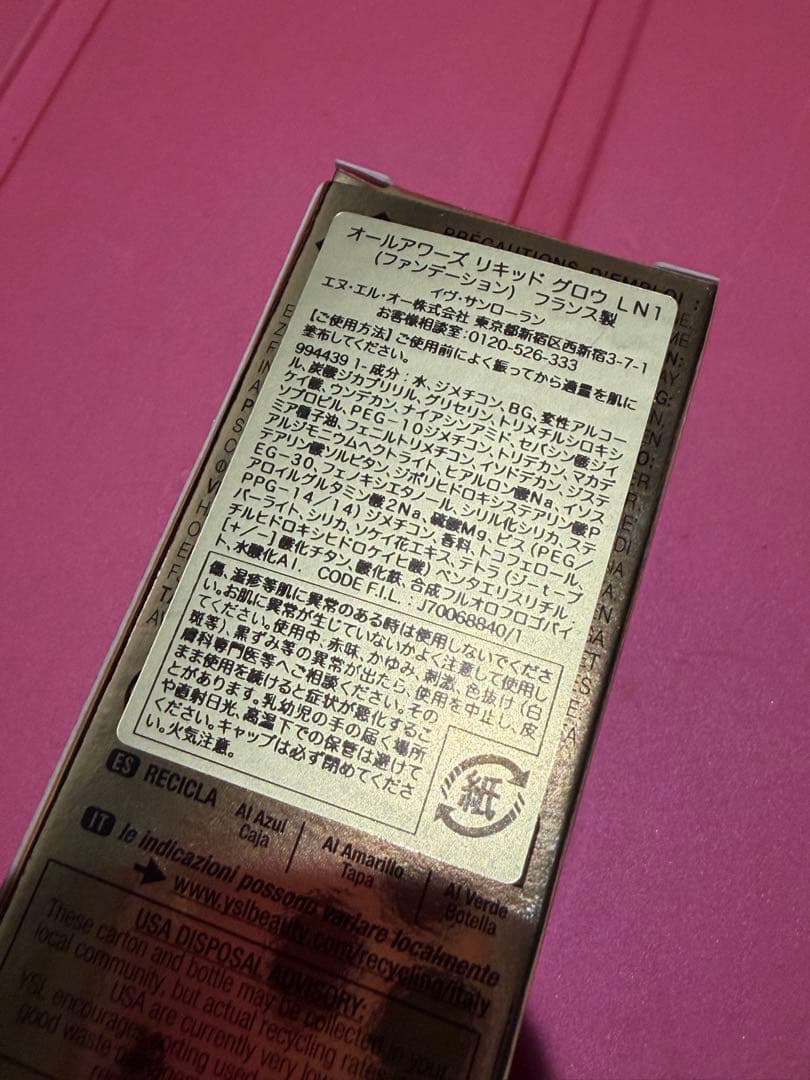 オールアワーズ リキッド グロウ LN1
(ファンデーション) フランス製
イヴ・サンローラン
エヌ・エル・オー株式会社 東京都新宿区西新宿3-7-1
お客様相談室:0120-526-333
【ご使用方法】ご使用前によく振ってから適量を肌に
塗布してください。
994439 1- 成分:水、ジメチコン、BG、変性アルコー
ル、炭酸ジカプリリル、グリセリン、トリメチルシロキシ
ケイ酸、ウンデカン、ナイアシンアミド、セバシン酸ジイ
ソプロピル、PEG-10ジメチコン、トリデカン、マカデ
ミア種子油、フェニルトリメチコン、イソドデカン、ジステ
アルジモニウムヘクトライト、ヒアルロン酸Na、イソス
テアリン酸ソルビタン、ジポリヒドロキシステアリン酸P
EG-30、フェノキシエタノール、シリル化シリカ、ステ
アロイルグルタミン酸2Na、硫酸Mg、ビス(PEG/
PPG-14/14)ジメチコン、香料、トコフェロール、
パーライト、シリカ、ソケイ花エキス、テトラ(ジ-t-ブ
チルヒドロキシヒドロケイヒ酸)ペンタエリスリチル、
[+/-]酸化チタン、酸化鉄、合成フルオロフロゴパイ
ト、水酸化Al. CODE F.I.L.: J70068840/1
傷、湿疹等肌に異常のある時は使用しないでくださ
い。お肌に異常が生じていないかよく注意して使用し
てください。使用中、赤味、かゆみ、刺激、色抜け(白
斑等)、黒ずみ等の異常が出たら、使用を中止し、皮
膚科専門医等へご相談ください。その
まま使用を続けると症状が悪化するこ
とがあります。乳幼児の手の届く場所
や直射日光、高温下での保管は避けて
ください。キャップは必ず閉めてくださ
い。火気注意。
紙
ES RECICLA
Al Azul
Caja
Al Amarillo
Tapa
Al Verde
Botella
IT le indicazioni possono variare localmente
www.yslbeauty.com/recycling/italy
USA DISPOSAL ADVISORY:
These carton and bottle may be collected in your
local community, but actual recycling rates
USA are currently very low
YSL encourages
good waste